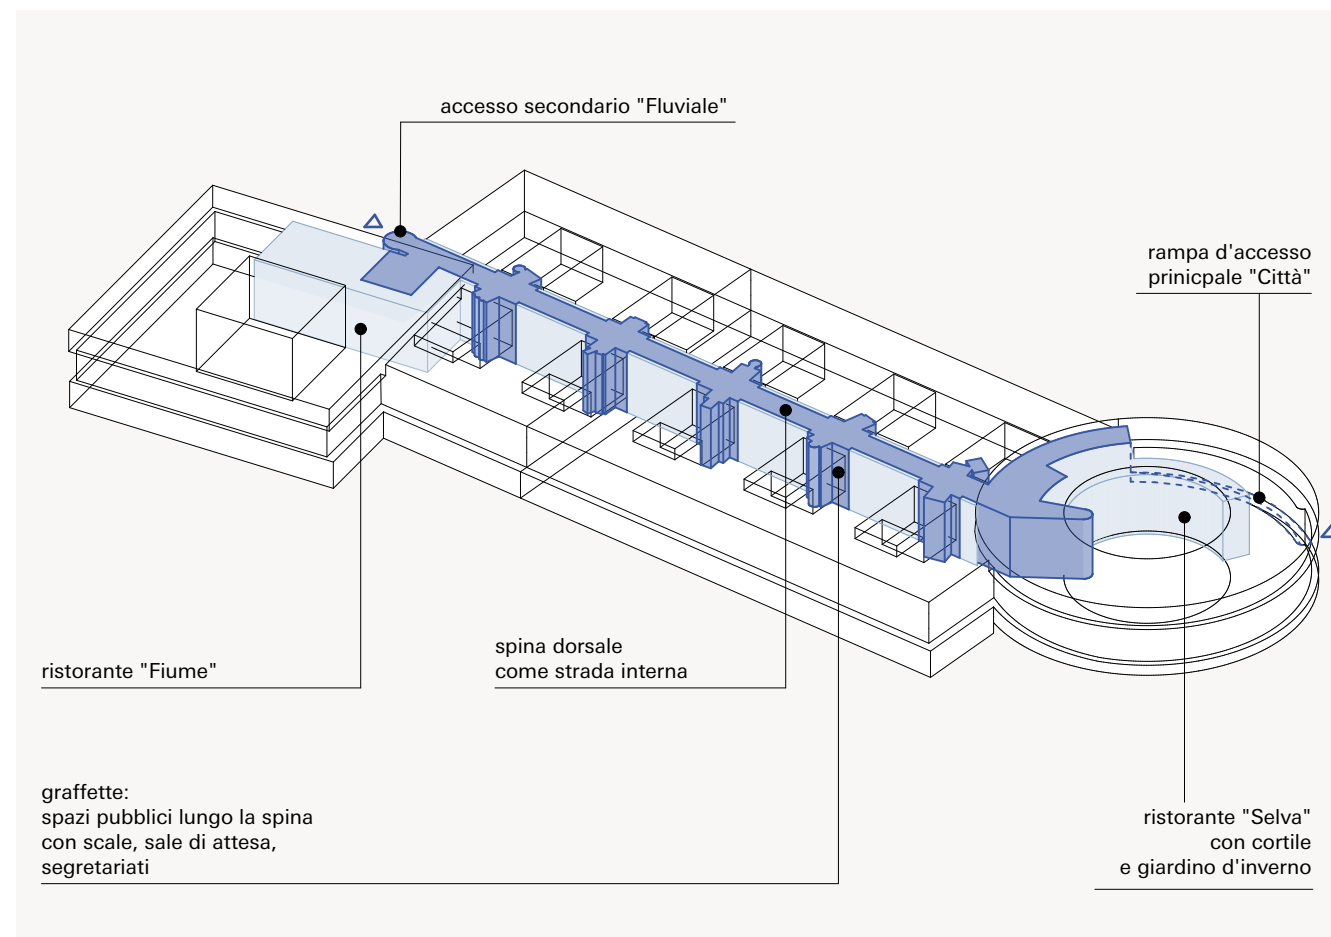 accesso secondario "Fluviale"
rampa d'accesso
prinicpale "Città"
spina dorsale
come strada interna
ristorante "Fiume"
graffette:
spazi pubblici lungo la spina
con scale, sale di attesa,
segretariati
ristorante "Selva"
con cortile
e giardino d'inverno